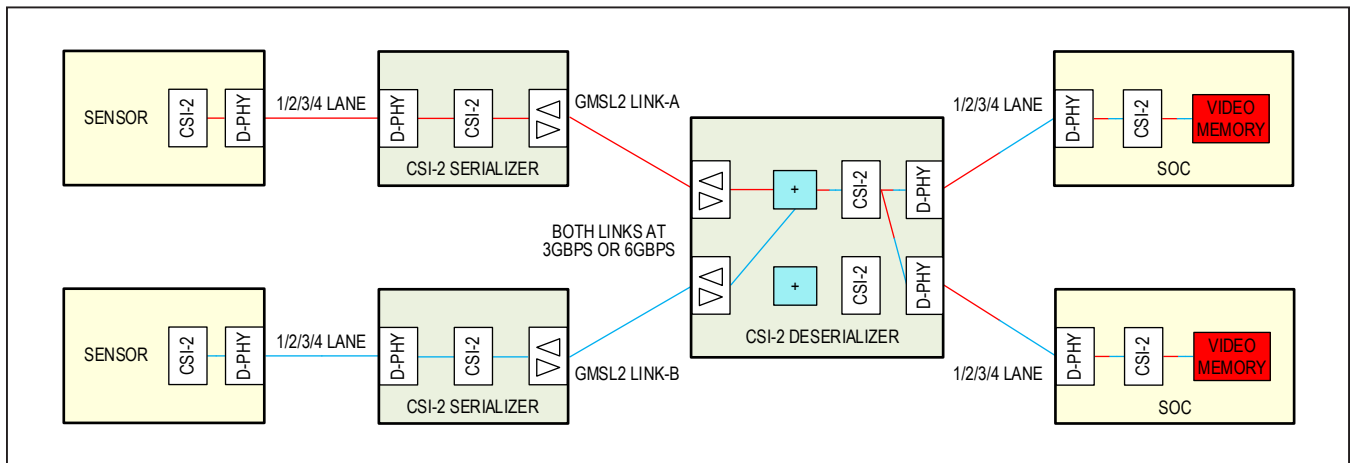 SENSOR
CSI-2
D-PHY
1/2/3/4 LANE
D-PHY
CSI-2
CSI-2 SERIALIZER
GMSL2 LINK-A
SENSOR
CSI-2
D-PHY
1/2/3/4 LANE
D-PHY
CSI-2
CSI-2 SERIALIZER
GMSL2 LINK-B
BOTH LINKS AT
3GBPS OR 6GBPS
+
CSI-2
D-PHY
+
CSI-2
D-PHY
CSI-2 DESERIALIZER
1/2/3/4 LANE
D-PHY
CSI-2
VIDEO
MEMORY
SOC
1/2/3/4 LANE
D-PHY
CSI-2
VIDEO
MEMORY
SOC